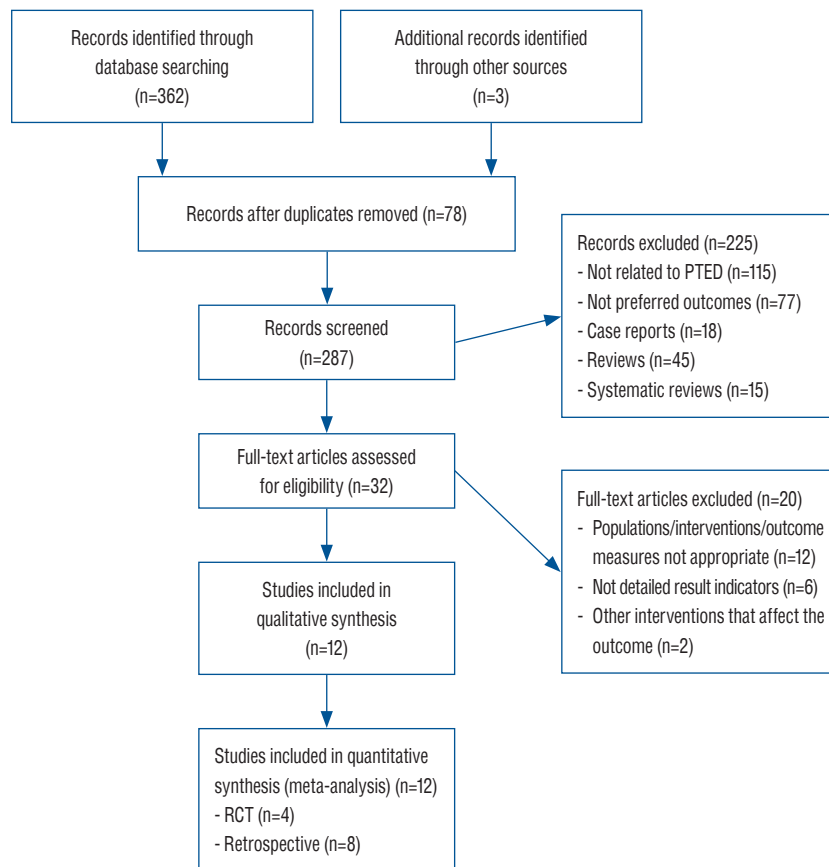 Records identified through
database searching
(n=362)
Additional records identified
through other sources
(n=3)
Records after duplicates removed (n=78)
Records screened
(n=287)
Records excluded (n=225)
- Not related to PTED (n=115)
- Not preferred outcomes (n=77)
- Case reports (n=18)
- Reviews (n=45)
- Systematic reviews (n=15)
Full-text articles assessed
for eligibility (n=32)
Full-text articles excluded (n=20)
- Populations/interventions/outcome
measures not appropriate (n=12)
- Not detailed result indicators (n=6)
- Other interventions that affect the
outcome (n=2)
Studies included in
qualitative synthesis
(n=12)
Studies included in quantitative
synthesis (meta-analysis) (n=12)
- RCT (n=4)
- Retrospective (n=8)